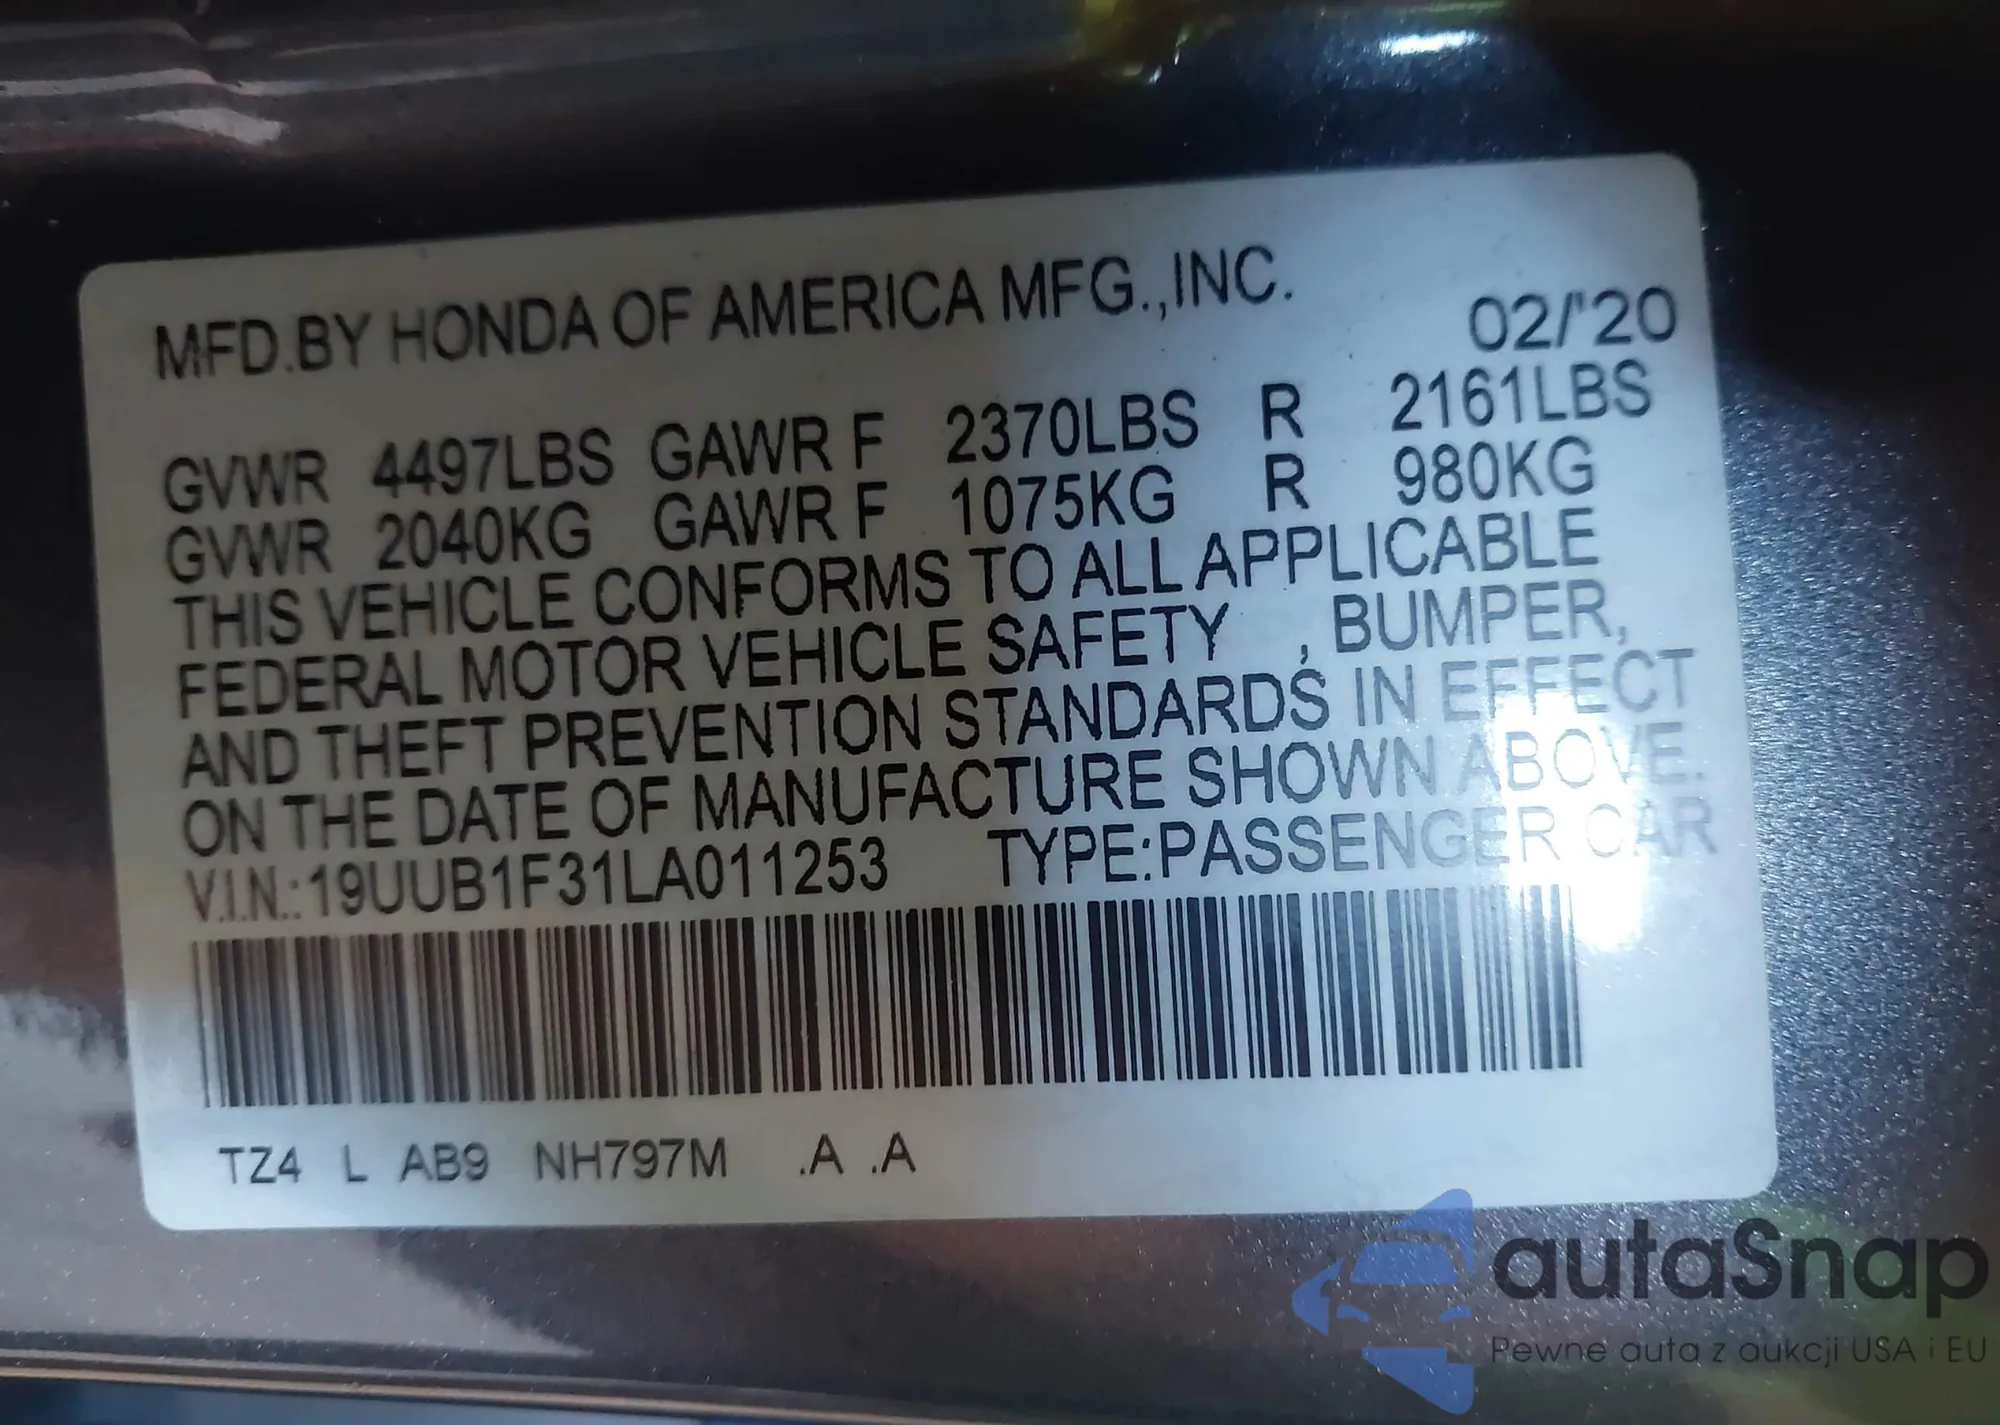 MFD.BY HONDA OF AMERICA MFG.,INC.
02/'20
GVWR 4497LBS GAWR F 2370LBS R 2161LBS
GVWR 2040KG GAWR F 1075KG R 980KG
THIS VEHICLE CONFORMS TO ALL APPLICABLE
FEDERAL MOTOR VEHICLE SAFETY , BUMPER,
AND THEFT PREVENTION STANDARDS IN EFFECT
ON THE DATE OF MANUFACTURE SHOWN ABOVE.
V.I.N.:19UUB1F31LA011253 TYPE:PASSENGER CAR
TZ4 L AB9 NH797M .A .A
autaSnap
Pewne auta z aukcji USA i EU